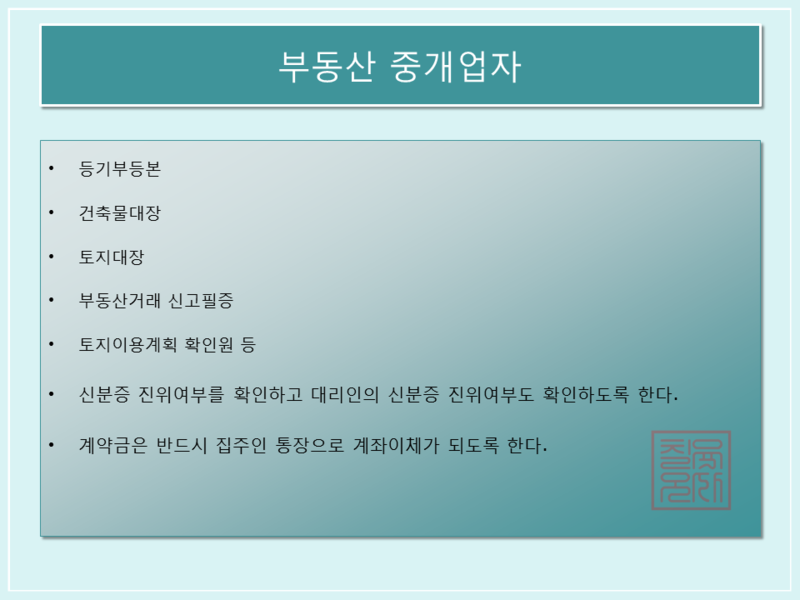 부동산 중개업자
• 등기부등본
• 건축물대장
• 토지대장
• 부동산거래 신고필증
• 토지이용계획 확인원 등
• 신분증 진위여부를 확인하고 대리인의 신분증 진위여부도 확인하도록 한다.
• 계약금은 반드시 집주인 통장으로 계좌이체가 되도록 한다.